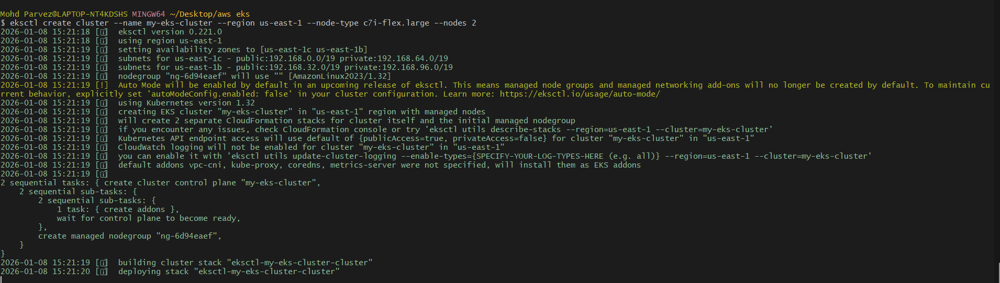 Mohd Parvez@LAPTOP-NT4KDSHS MINGW64 ~/Desktop/aws eks
$ eksctl create cluster --name my-eks-cluster --region us-east-1 --node-type c7i-flex.large --nodes 2
2026-01-08 15:21:18 [ℹ]  eksctl version 0.221.0
2026-01-08 15:21:18 [ℹ]  using region us-east-1
2026-01-08 15:21:19 [ℹ]  setting availability zones to [us-east-1c us-east-1b]
2026-01-08 15:21:19 [ℹ]  subnets for us-east-1c - public:192.168.0.0/19 private:192.168.64.0/19
2026-01-08 15:21:19 [ℹ]  subnets for us-east-1b - public:192.168.32.0/19 private:192.168.96.0/19
2026-01-08 15:21:19 [ℹ]  nodegroup "ng-6d94eaef" will use "" [AmazonLinux2023/1.32]
2026-01-08 15:21:19 [!]  Auto Mode will be enabled by default in an upcoming release of eksctl. This means managed node groups and managed networking add-ons will no longer be created by default. To maintain cu
rrent behavior, explicitly set 'autoModeConfig.enabled: false' in your cluster configuration. Learn more: https://eksctl.io/usage/auto-mode/
2026-01-08 15:21:19 [ℹ]  using Kubernetes version 1.32
2026-01-08 15:21:19 [ℹ]  creating EKS cluster "my-eks-cluster" in "us-east-1" region with managed nodes
2026-01-08 15:21:19 [ℹ]  will create 2 separate CloudFormation stacks for cluster itself and the initial managed nodegroup
2026-01-08 15:21:19 [ℹ]  if you encounter any issues, check CloudFormation console or try 'eksctl utils describe-stacks --region=us-east-1 --cluster=my-eks-cluster'
2026-01-08 15:21:19 [ℹ]  Kubernetes API endpoint access will use default of {publicAccess=true, privateAccess=false} for cluster "my-eks-cluster" in "us-east-1"
2026-01-08 15:21:19 [ℹ]  CloudWatch logging will not be enabled for cluster "my-eks-cluster" in "us-east-1"
2026-01-08 15:21:19 [ℹ]  you can enable it with 'eksctl utils update-cluster-logging --enable-types={SPECIFY-YOUR-LOG-TYPES-HERE (e.g. all)} --region=us-east-1 --cluster=my-eks-cluster'
2026-01-08 15:21:19 [ℹ]  default addons vpc-cni, kube-proxy, coredns, metrics-server were not specified, will install them as EKS addons
2026-01-08 15:21:19 [ℹ]
2 sequential tasks: { create cluster control plane "my-eks-cluster",
    2 sequential sub-tasks: {
        2 sequential sub-tasks: {
            1 task: { create addons },
            wait for control plane to become ready,
        },
        create managed nodegroup "ng-6d94eaef",
    }
}
2026-01-08 15:21:19 [ℹ]  building cluster stack "eksctl-my-eks-cluster-cluster"
2026-01-08 15:21:20 [ℹ]  deploying stack "eksctl-my-eks-cluster-cluster"